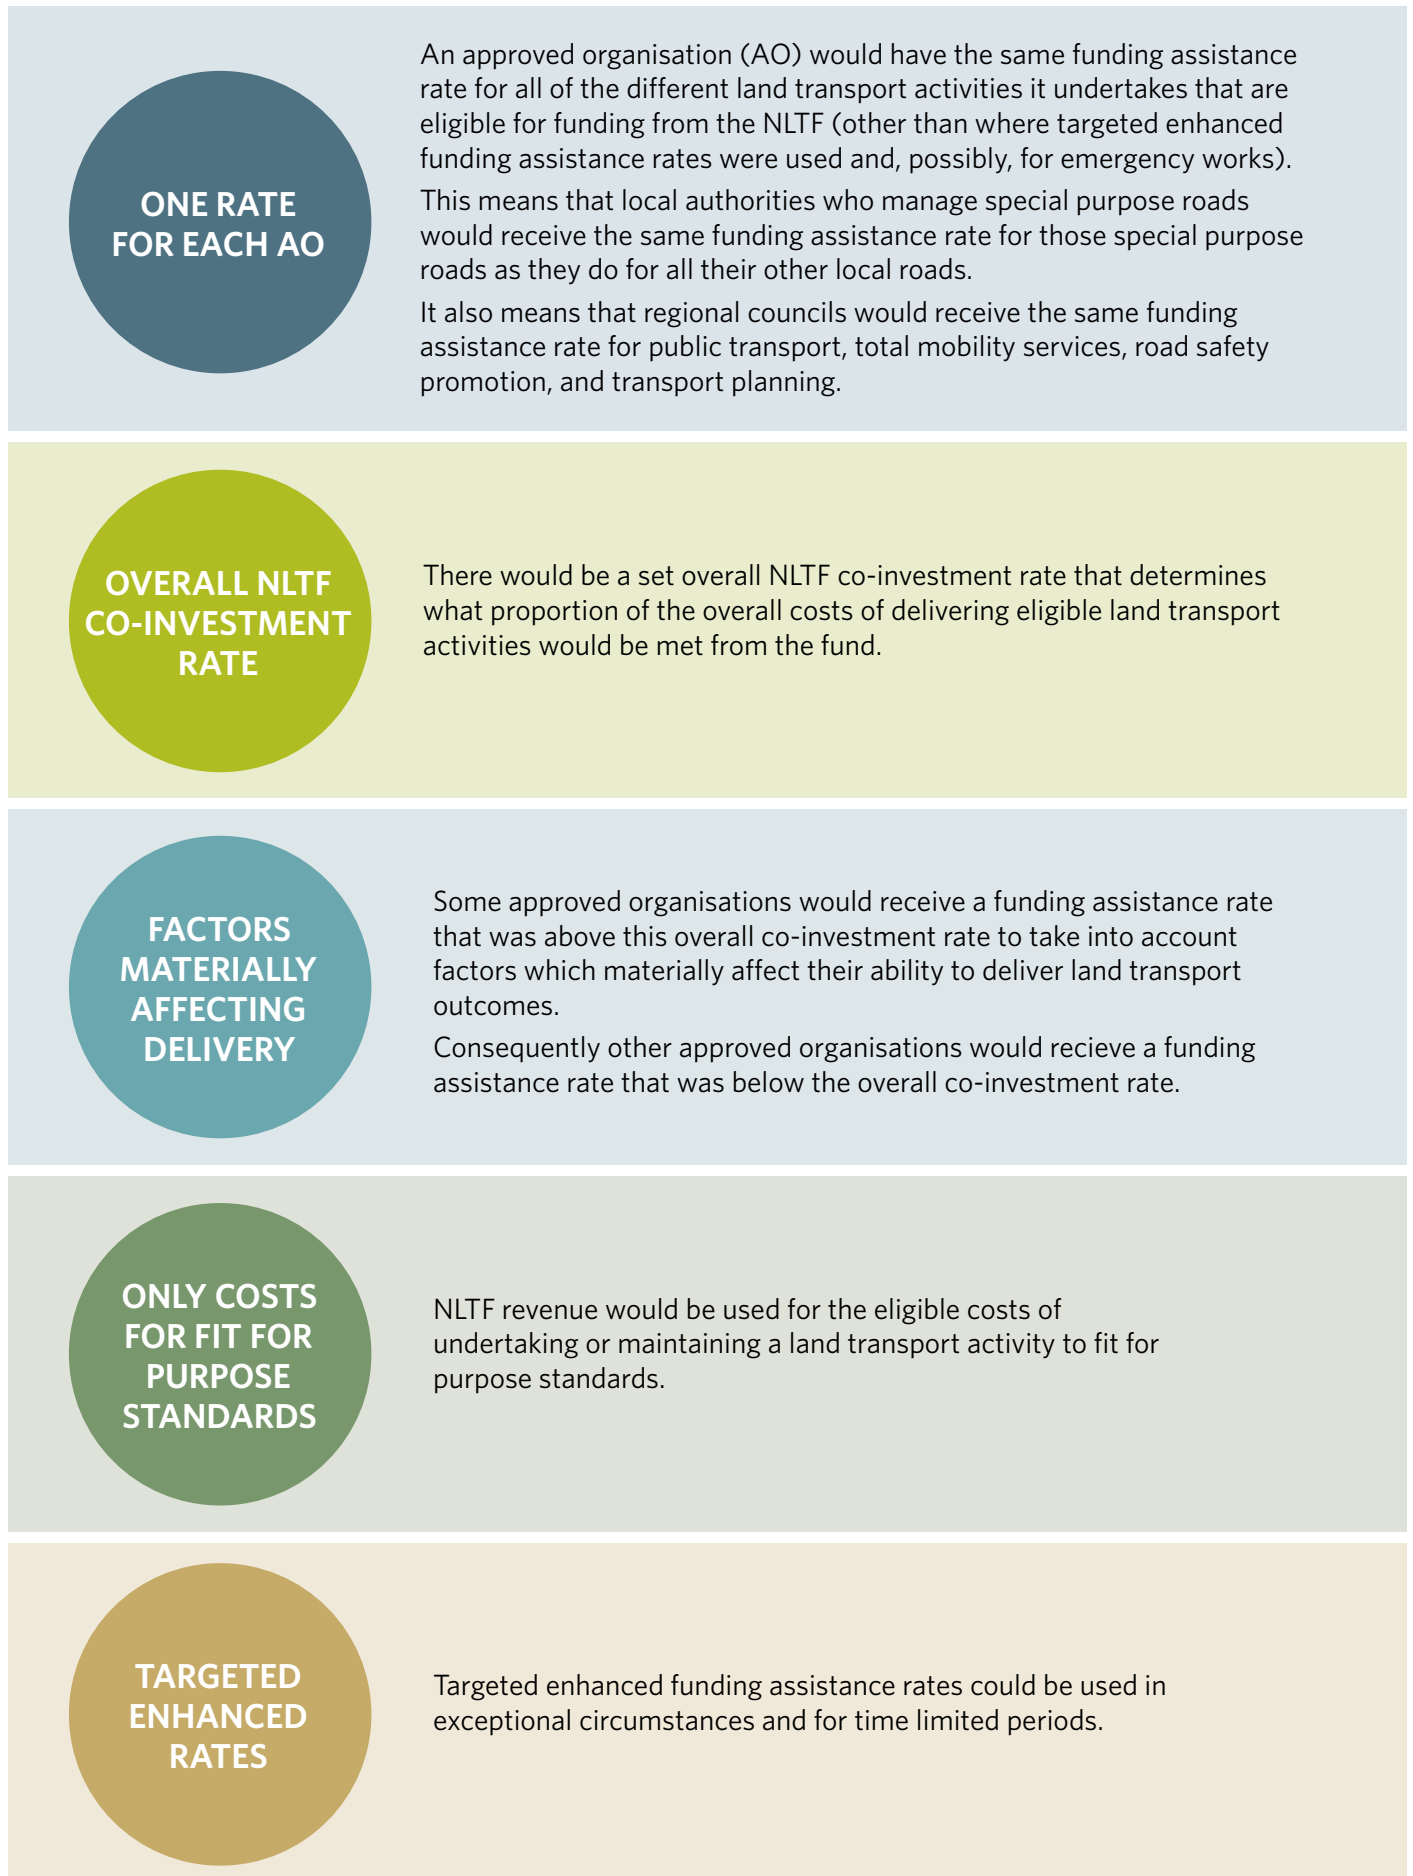 ONE RATE
FOR EACH AO
An approved organisation (AO) would have the same funding assistance
rate for all of the different land transport activities it undertakes that are
eligible for funding from the NLTF (other than where targeted enhanced
funding assistance rates were used and, possibly, for emergency works).
This means that local authorities who manage special purpose roads
would receive the same funding assistance rate for those special purpose
roads as they do for all their other local roads.
It also means that regional councils would receive the same funding
assistance rate for public transport, total mobility services, road safety
promotion, and transport planning.
OVERALL NLTF
CO-INVESTMENT
RATE
There would be a set overall NLTF co-investment rate that determines
what proportion of the overall costs of delivering eligible land transport
activities would be met from the fund.
FACTORS
MATERIALLY
AFFECTING
DELIVERY
Some approved organisations would receive a funding assistance rate
that was above this overall co-investment rate to take into account
factors which materially affect their ability to deliver land transport
outcomes.
Consequently other approved organisations would recieve a funding
assistance rate that was below the overall co-investment rate.
ONLY COSTS
FOR FIT FOR
PURPOSE
STANDARDS
NLTF revenue would be used for the eligible costs of
undertaking or maintaining a land transport activity to fit for
purpose standards.
TARGETED
ENHANCED
RATES
Targeted enhanced funding assistance rates could be used in
exceptional circumstances and for time limited periods.